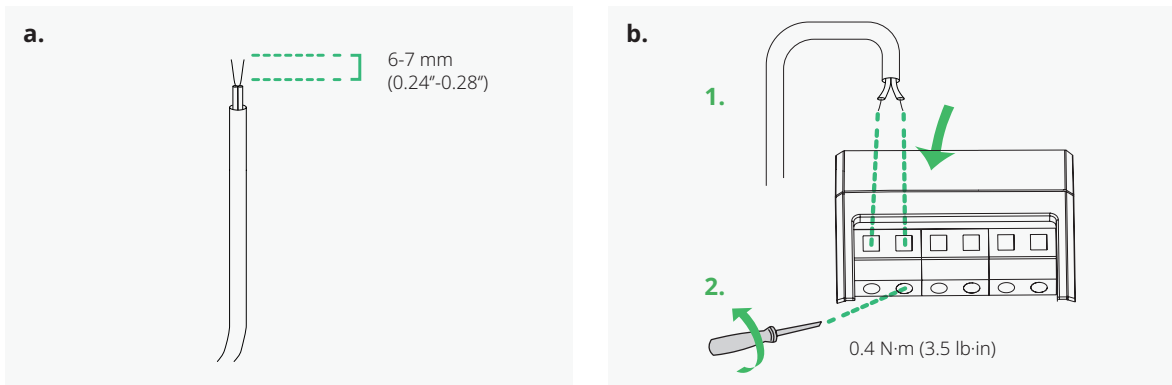 a.
6-7 mm
(0.24″-0.28″)
b.
1.
2.
0.4 N·m (3.5 lb·in)